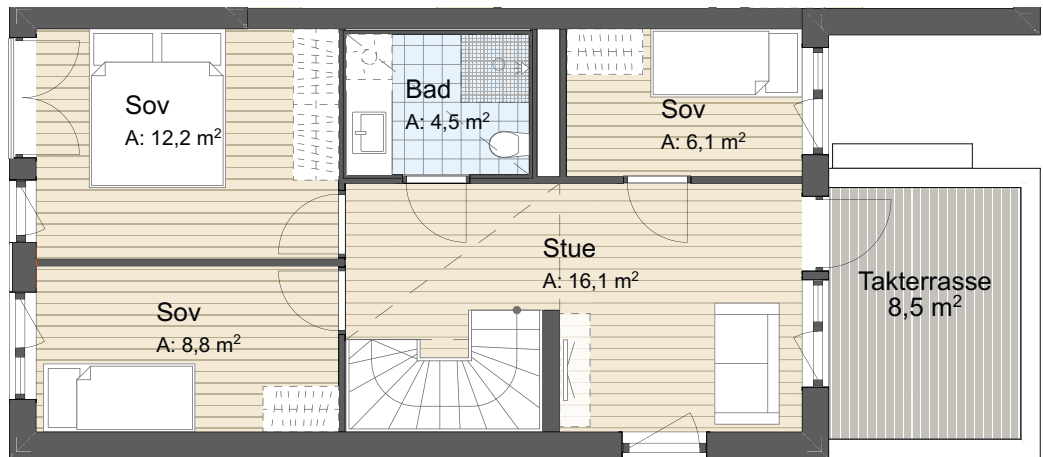 Sov
A: 12,2 m²
Bad
A: 4,5 m²
Sov
A: 6,1 m²
Stue
A: 16,1 m²
Takterrasse
8,5 m²
Sov
A: 8,8 m²